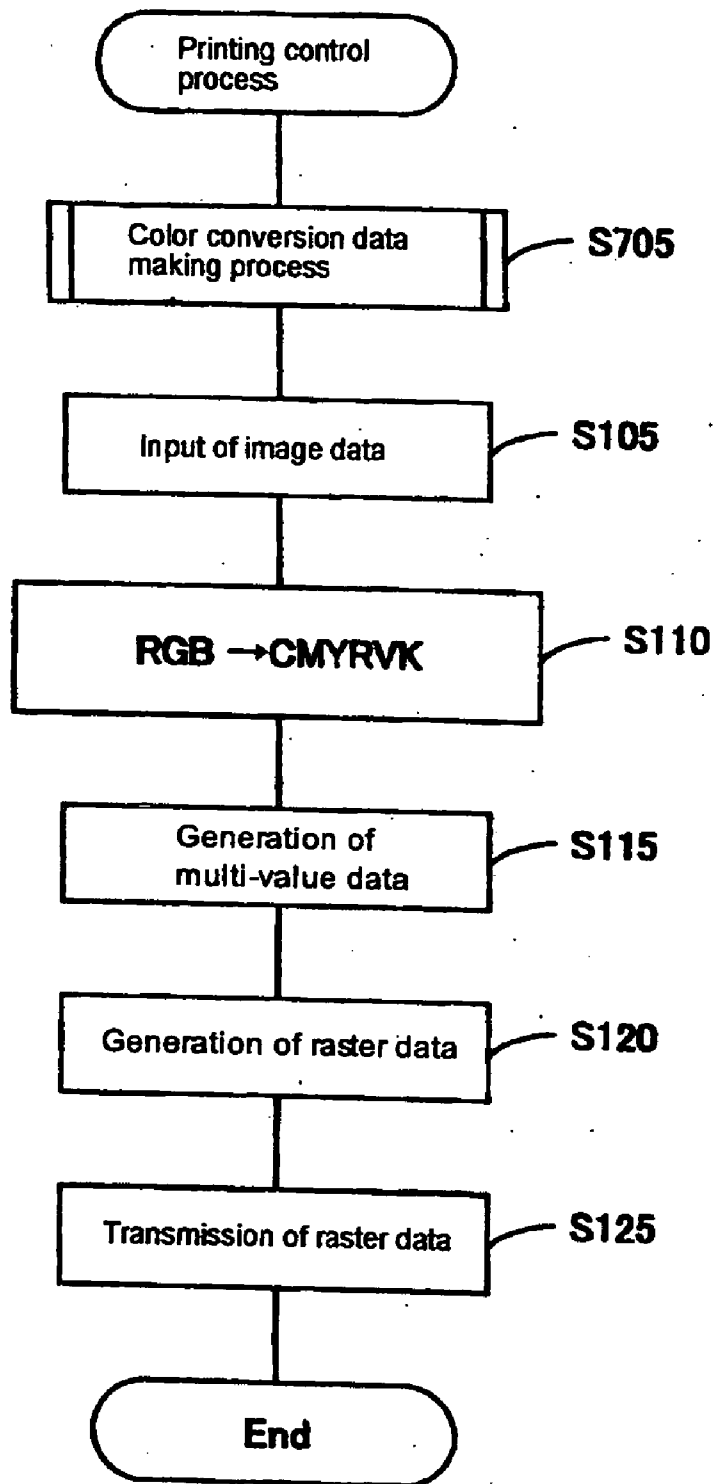 Printing control
process
Color conversion data
making process
S705
Input of image data
S105
RGB →CMYRVK
S110
Generation of
multi-value data
S115
Generation of raster data
S120
Transmission of raster data
S125
End